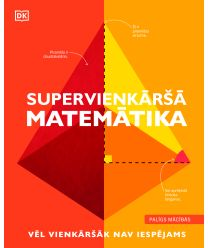 DK
SUPERVIENKĀRŠĀ
MATEMĀTIKA
PALĪGS MĀCĪBĀS
VĒL VIENKĀRŠĀK NAV IESPĒJAMS